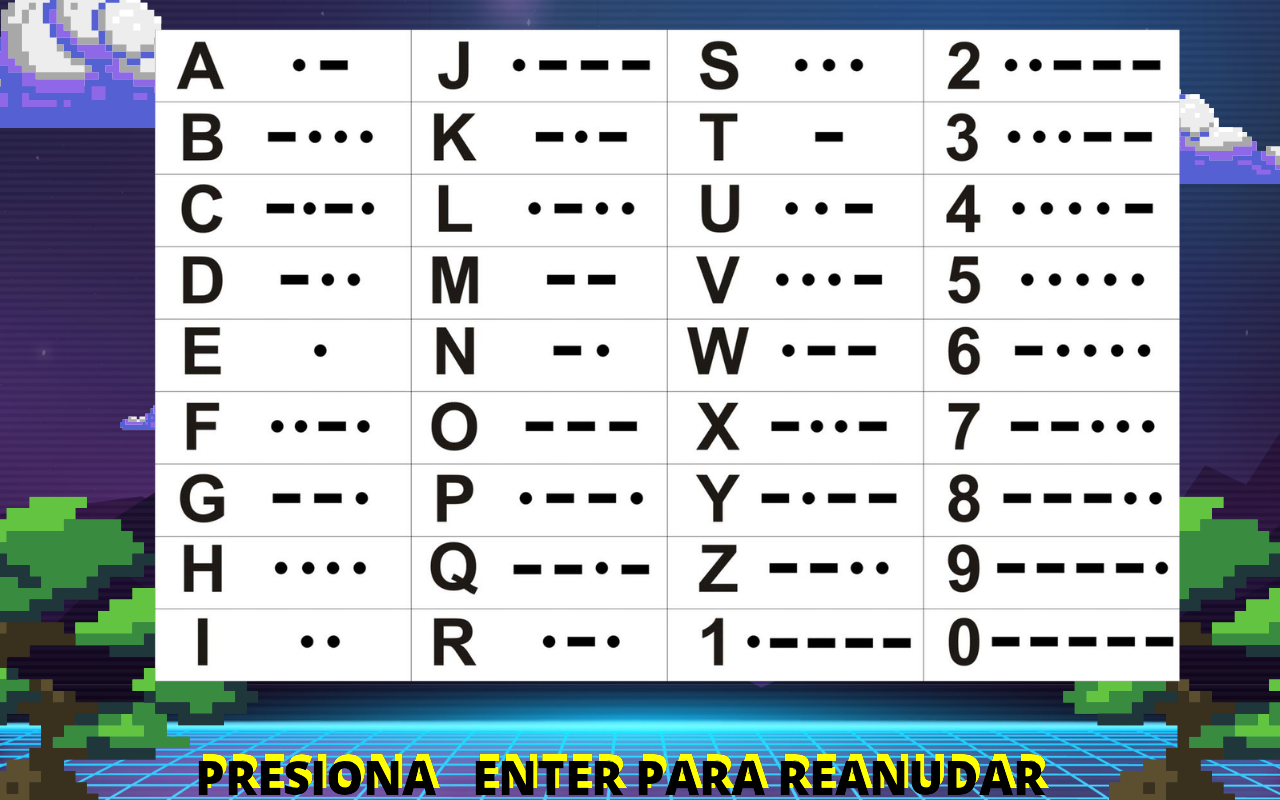 A •− J •−−− S ••• 2 ••−−−
B −••• K −•− T − 3 •••−−
C −•−• L •−•• U ••− 4 ••••−
D −•• M −− V •••− 5 •••••
E • N −• W •−− 6 −••••
F ••−• O −−− X −••− 7 −−•••
G −−• P •−−• Y −•−− 8 −−−••
H •••• Q −−•− Z −−•• 9 −−−−•
I •• R •−• 1 •−−−− 0 −−−−−
PRESIONA ENTER PARA REANUDAR